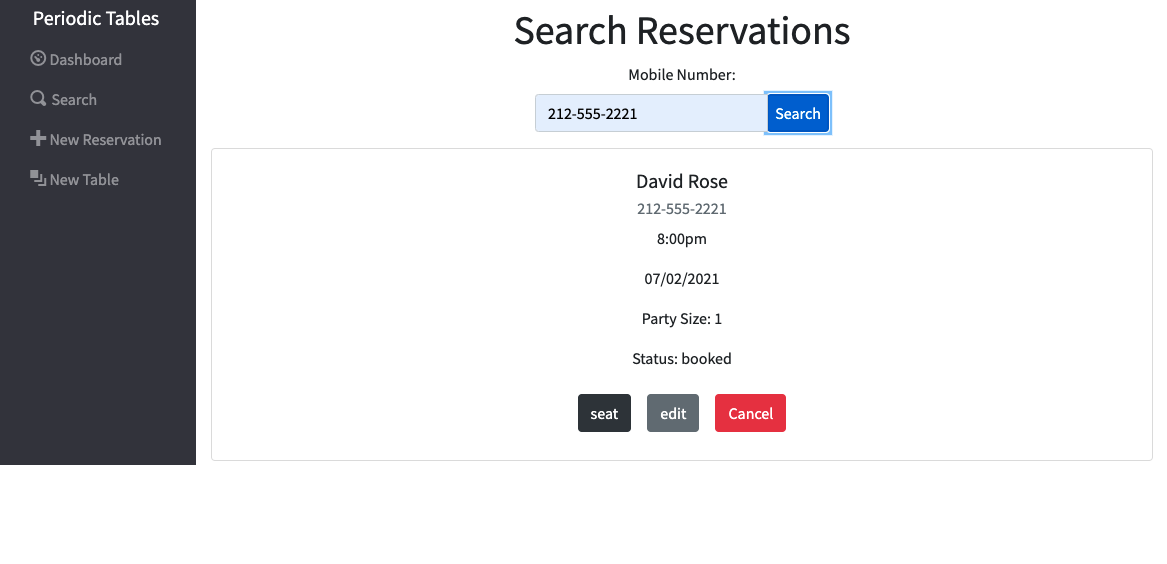 Periodic Tables
Dashboard
Search
New Reservation
New Table
Search Reservations
Mobile Number:
212-555-2221
Search
David Rose
212-555-2221
8:00pm
07/02/2021
Party Size: 1
Status: booked
seat edit Cancel